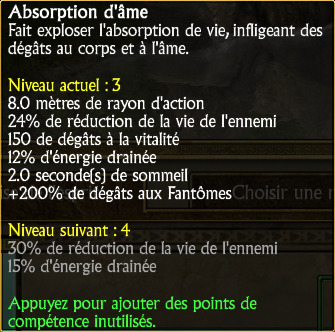 Absorption d'âme
Fait exploser l'absorption de vie, infligeant des
dégâts au corps et à l'âme.
Niveau actuel : 3
8.0 mètres de rayon d'action
24% de réduction de la vie de l'ennemi
150 de dégâts à la vitalité
12% d'énergie drainée
2.0 seconde(s) de sommeil
+200% de dégâts aux Fantômes
Choisir une
Niveau suivant : 4
30% de réduction de la vie de l'ennemi
15% d'énergie drainée
Appuyez pour ajouter des points de
compétence inutilisés.